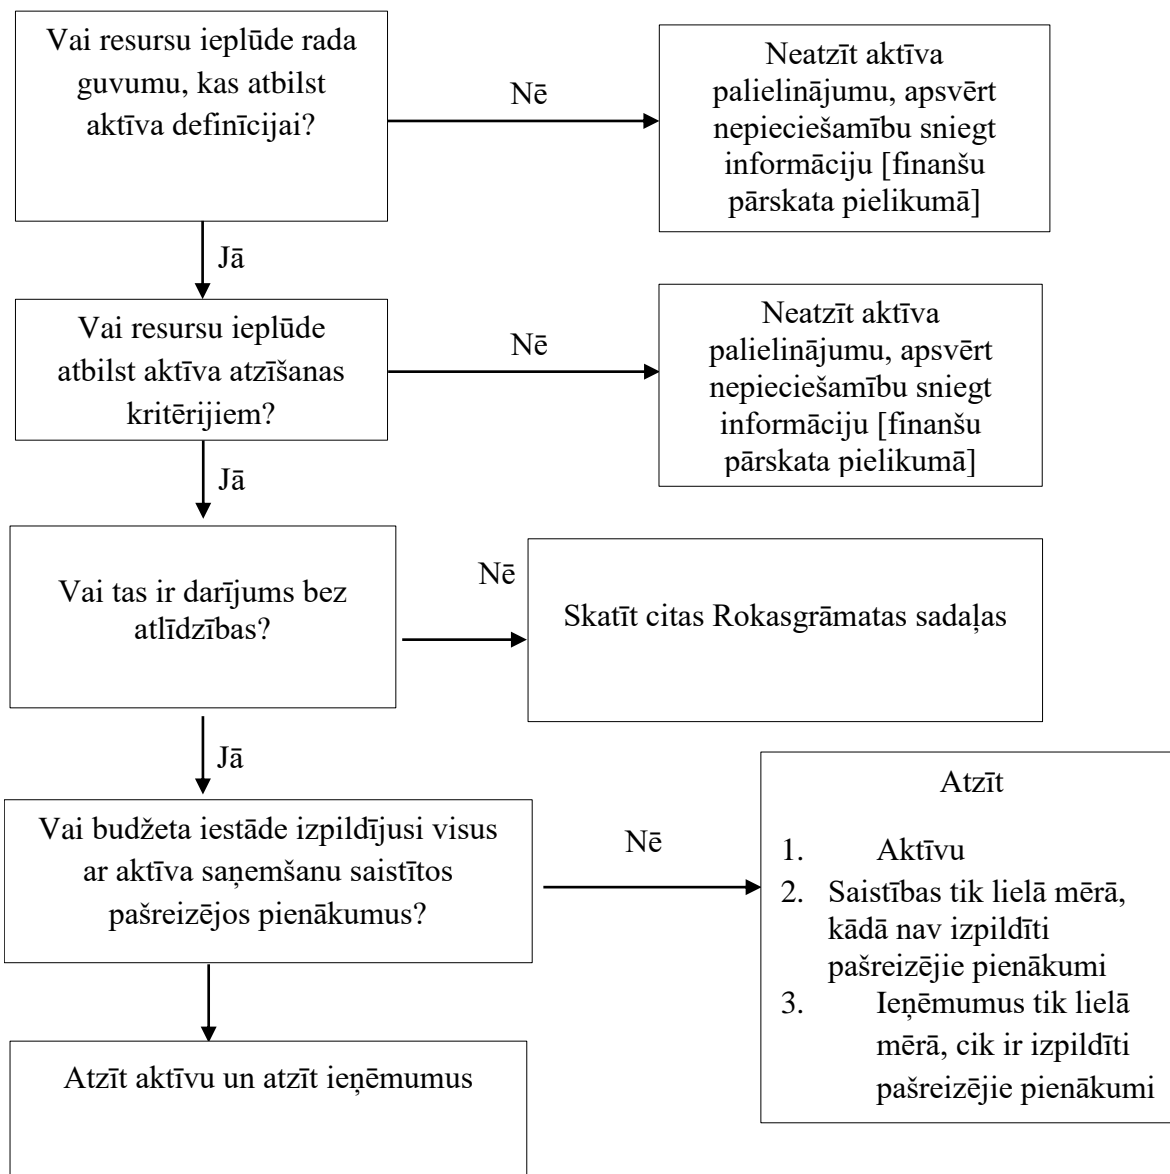 Vai resursu ieplūde rada
guvumu, kas atbilst
aktīva definīcijai?
Nē
Neatzīt aktīva
palielinājumu, apsvērt
nepieciešamību sniegt
informāciju [finanšu
pārskata pielikumā]
Jā
Vai resursu ieplūde
atbilst aktīva atzīšanas
kritērijiem?
Nē
Neatzīt aktīva
palielinājumu, apsvērt
nepieciešamību sniegt
informāciju [finanšu
pārskata pielikumā]
Jā
Vai tas ir darījums bez
atlīdzības?
Nē
Skatīt citas Rokasgrāmatas sadaļas
Jā
Vai budžeta iestāde izpildījusi visus
ar aktīva saņemšanu saistītos
pašreizējos pienākumus?
Nē
Atzīt
1. Aktīvu
2. Saistības tik lielā mērā,
kādā nav izpildīti
pašreizējie pienākumi
3. Ieņēmumus tik lielā
mērā, cik ir izpildīti
pašreizējie pienākumi
Atzīt aktīvu un atzīt ieņēmumus